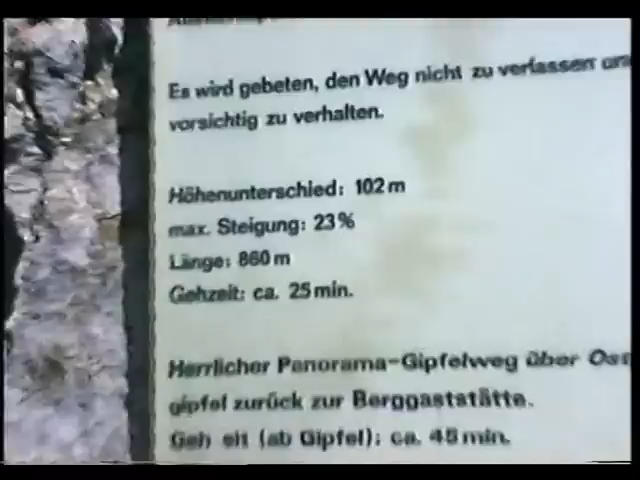 Es wird gebeten, den Weg nicht zu verlassen
vorsichtig zu verhalten.
Höhenunterschied: 102 m
max. Steigung: 23%
Länge: 860 m
Gehzeit: ca. 25 min.
Herrlicher Panorama-Gipfelweg über
gipfel zurück zur Berggaststätte.
(ab Gipfel): ca. 45 min.